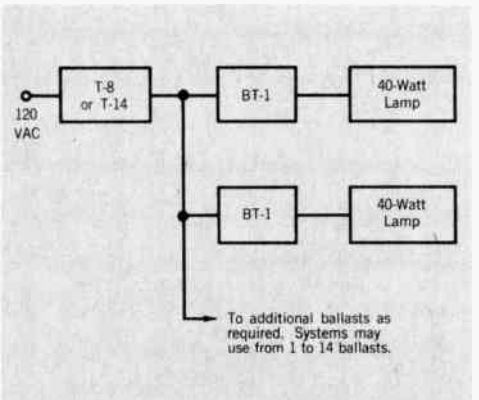 120
VAC
T-8
or T-14
BT-1
40-Watt
Lamp
BT-1
40-Watt
Lamp
To additional ballasts as
required. Systems may
use from 1 to 14 ballasts.